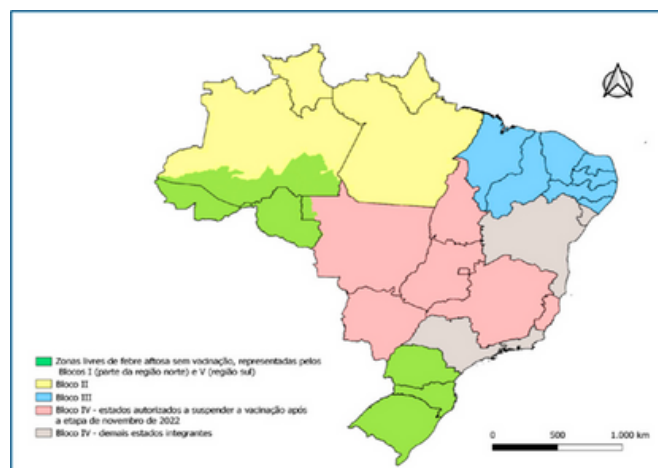 Zonas livres de febre aftosa sem vacinação, representadas pelos
Blocos I (parte da região norte) e V (região sul)
Bloco II
Bloco III
Bloco IV - estados autorizados a suspender a vacinação após
a etapa de novembro de 2022
Bloco IV - demais estados integrantes
0 500 1.000 km